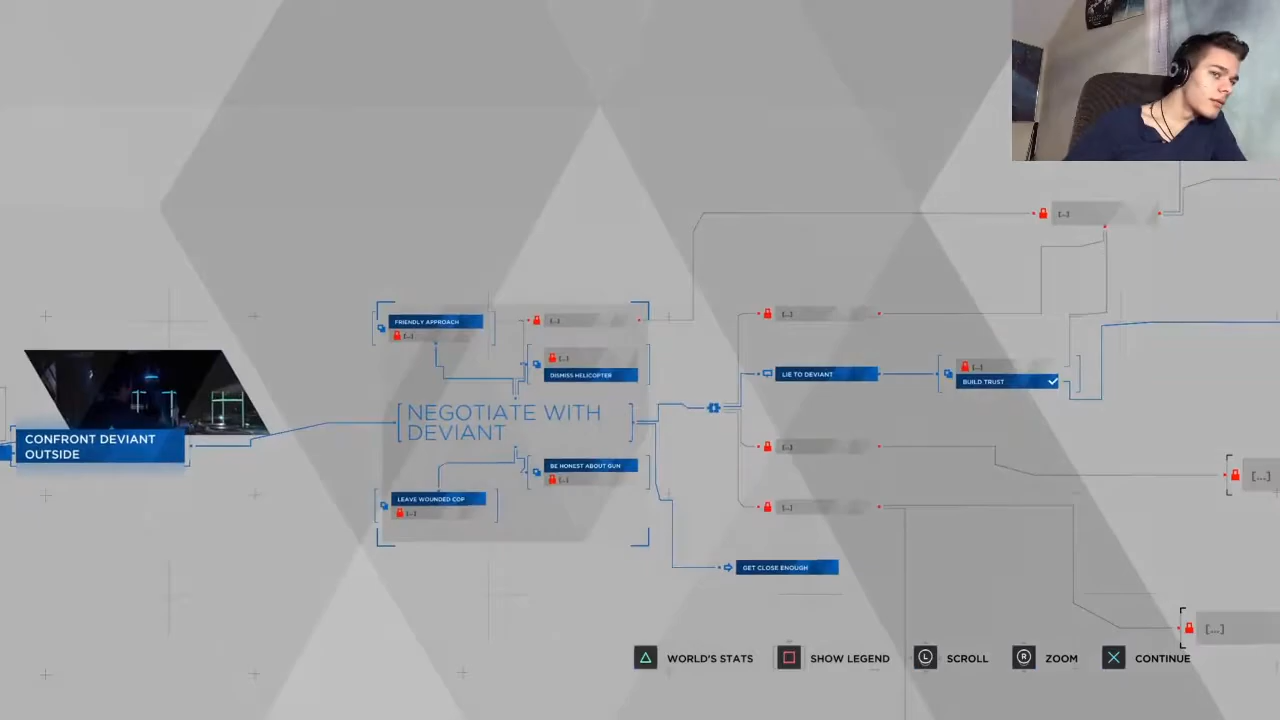 [...]
FRIENDLY APPROACH
[...]
[...]
[...]
DISMISS HELICOPTER
[...]
LIE TO DEVIANT
[...]
BUILD TRUST
NEGOTIATE WITH
DEVIANT
CONFRONT DEVIANT
OUTSIDE
BE HONEST ABOUT GUN
[...]
[...]
[...]
LEAVE WOUNDED COP
[...]
[...]
GET CLOSE ENOUGH
[...]
WORLD'S STATS
SHOW LEGEND
L
SCROLL
R
ZOOM
CONTINUE